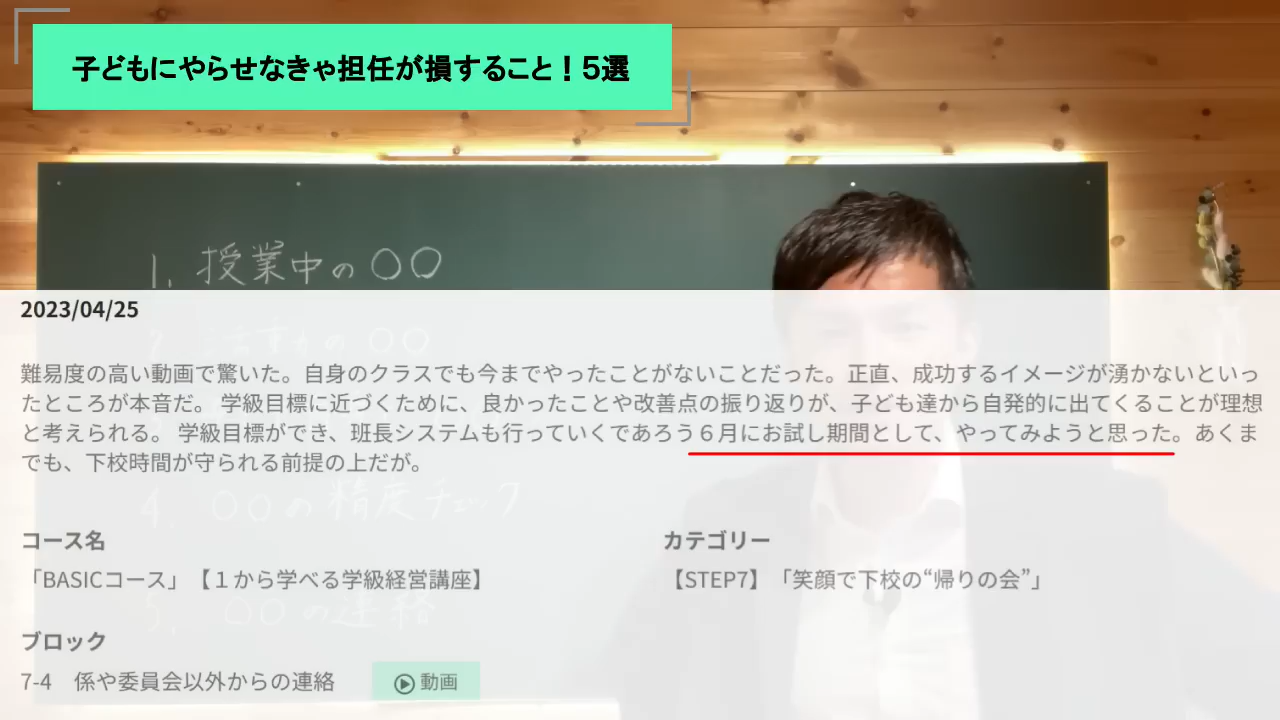 子どもにやらせなきゃ担任が損すること！5選
1. 授業中の〇〇
2023/04/25
難易度の高い動画で驚いた。自身のクラスでも今までやったことがないことだった。正直、成功するイメージが湧かないといっ
たところが本音だ。 学級目標に近づくために、良かったことや改善点の振り返りが、子ども達から自発的に出てくることが理想
と考えられる。 学級目標ができ、班長システムも行っていくであろう６月にお試し期間として、やってみようと思った。あくま
でも、下校時間が守られる前提の上だが。
4. 〇〇の精度チェック
コース名
カテゴリー
「BASICコース」【１から学べる学級経営講座】
【STEP7】「笑顔で下校の“帰りの会”」
5. 〇〇の連絡
ブロック
7-4　係や委員会以外からの連絡
動画